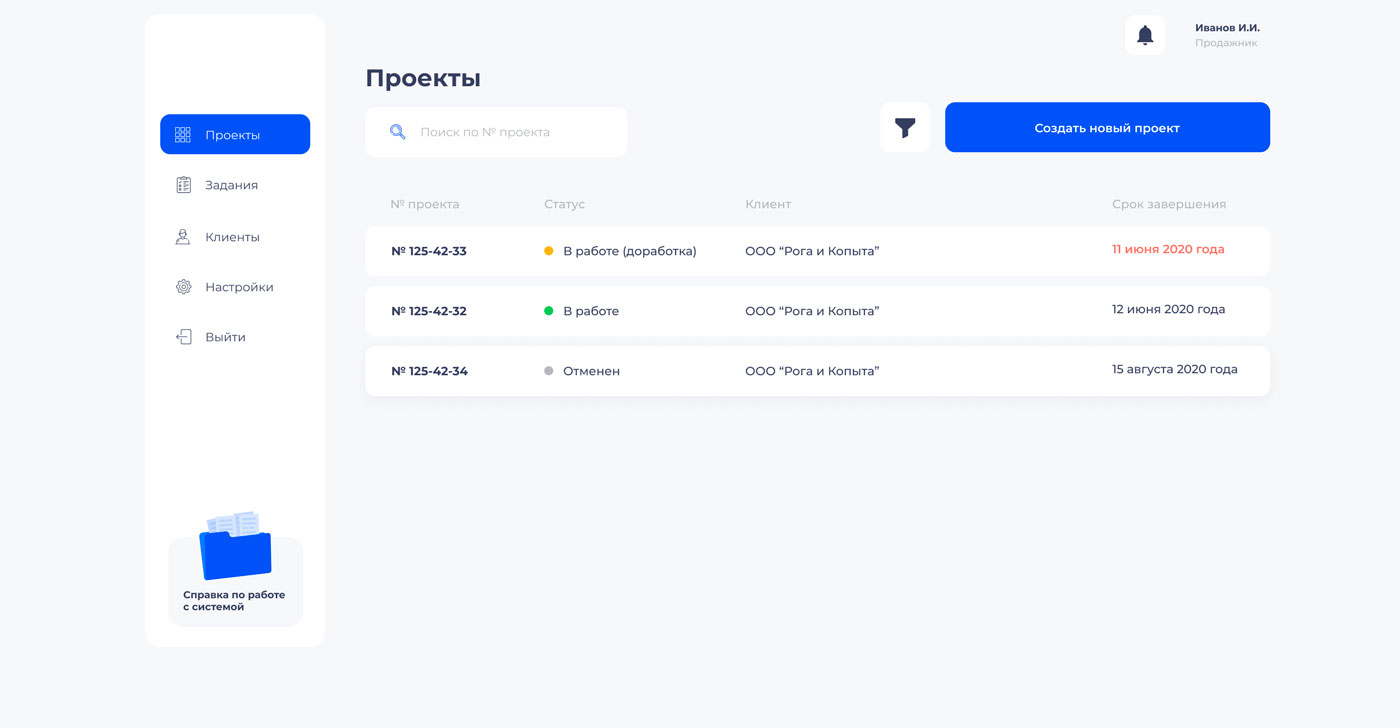 Иванов И.И.
Продажник
Проекты
Задания
Клиенты
Настройки
Выйти
Справка по работе
с системой
Проекты
Поиск по № проекта
Создать новый проект
№ проекта Статус Клиент Срок завершения
№ 125-42-33 В работе (доработка) ООО “Рога и Копыта” 11 июня 2020 года
№ 125-42-32 В работе ООО “Рога и Копыта” 12 июня 2020 года
№ 125-42-34 Отменен ООО “Рога и Копыта” 15 августа 2020 года